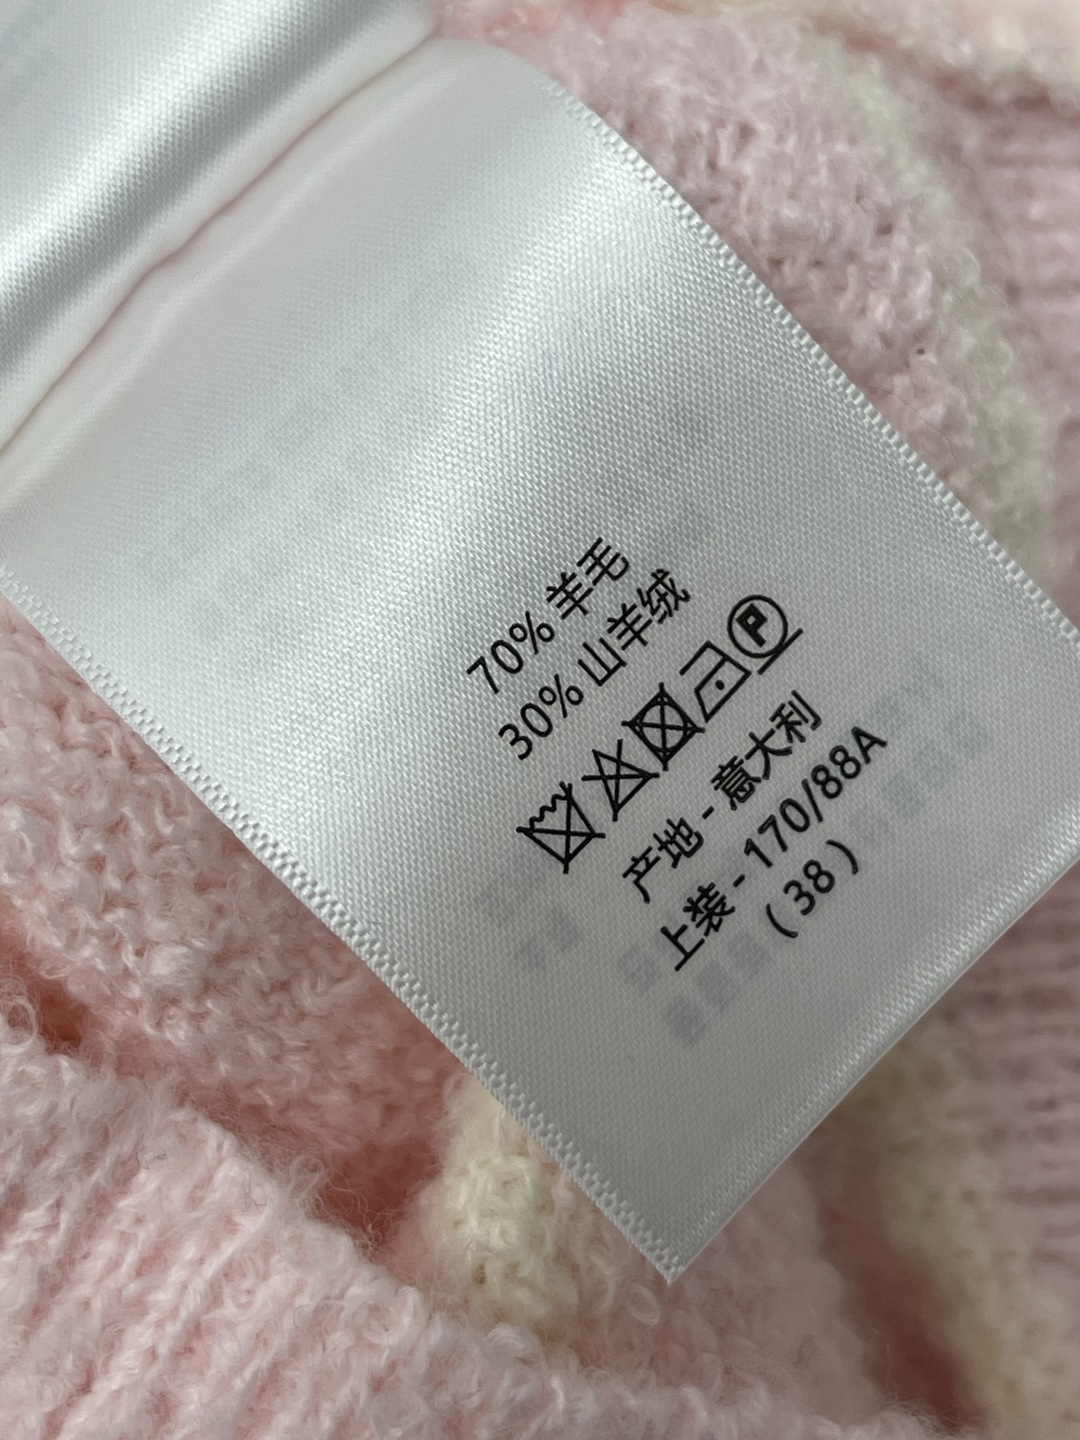 70% 羊毛
30% 山羊绒
P
产地 - 意大利
上装 - 170/88A
( 38 )